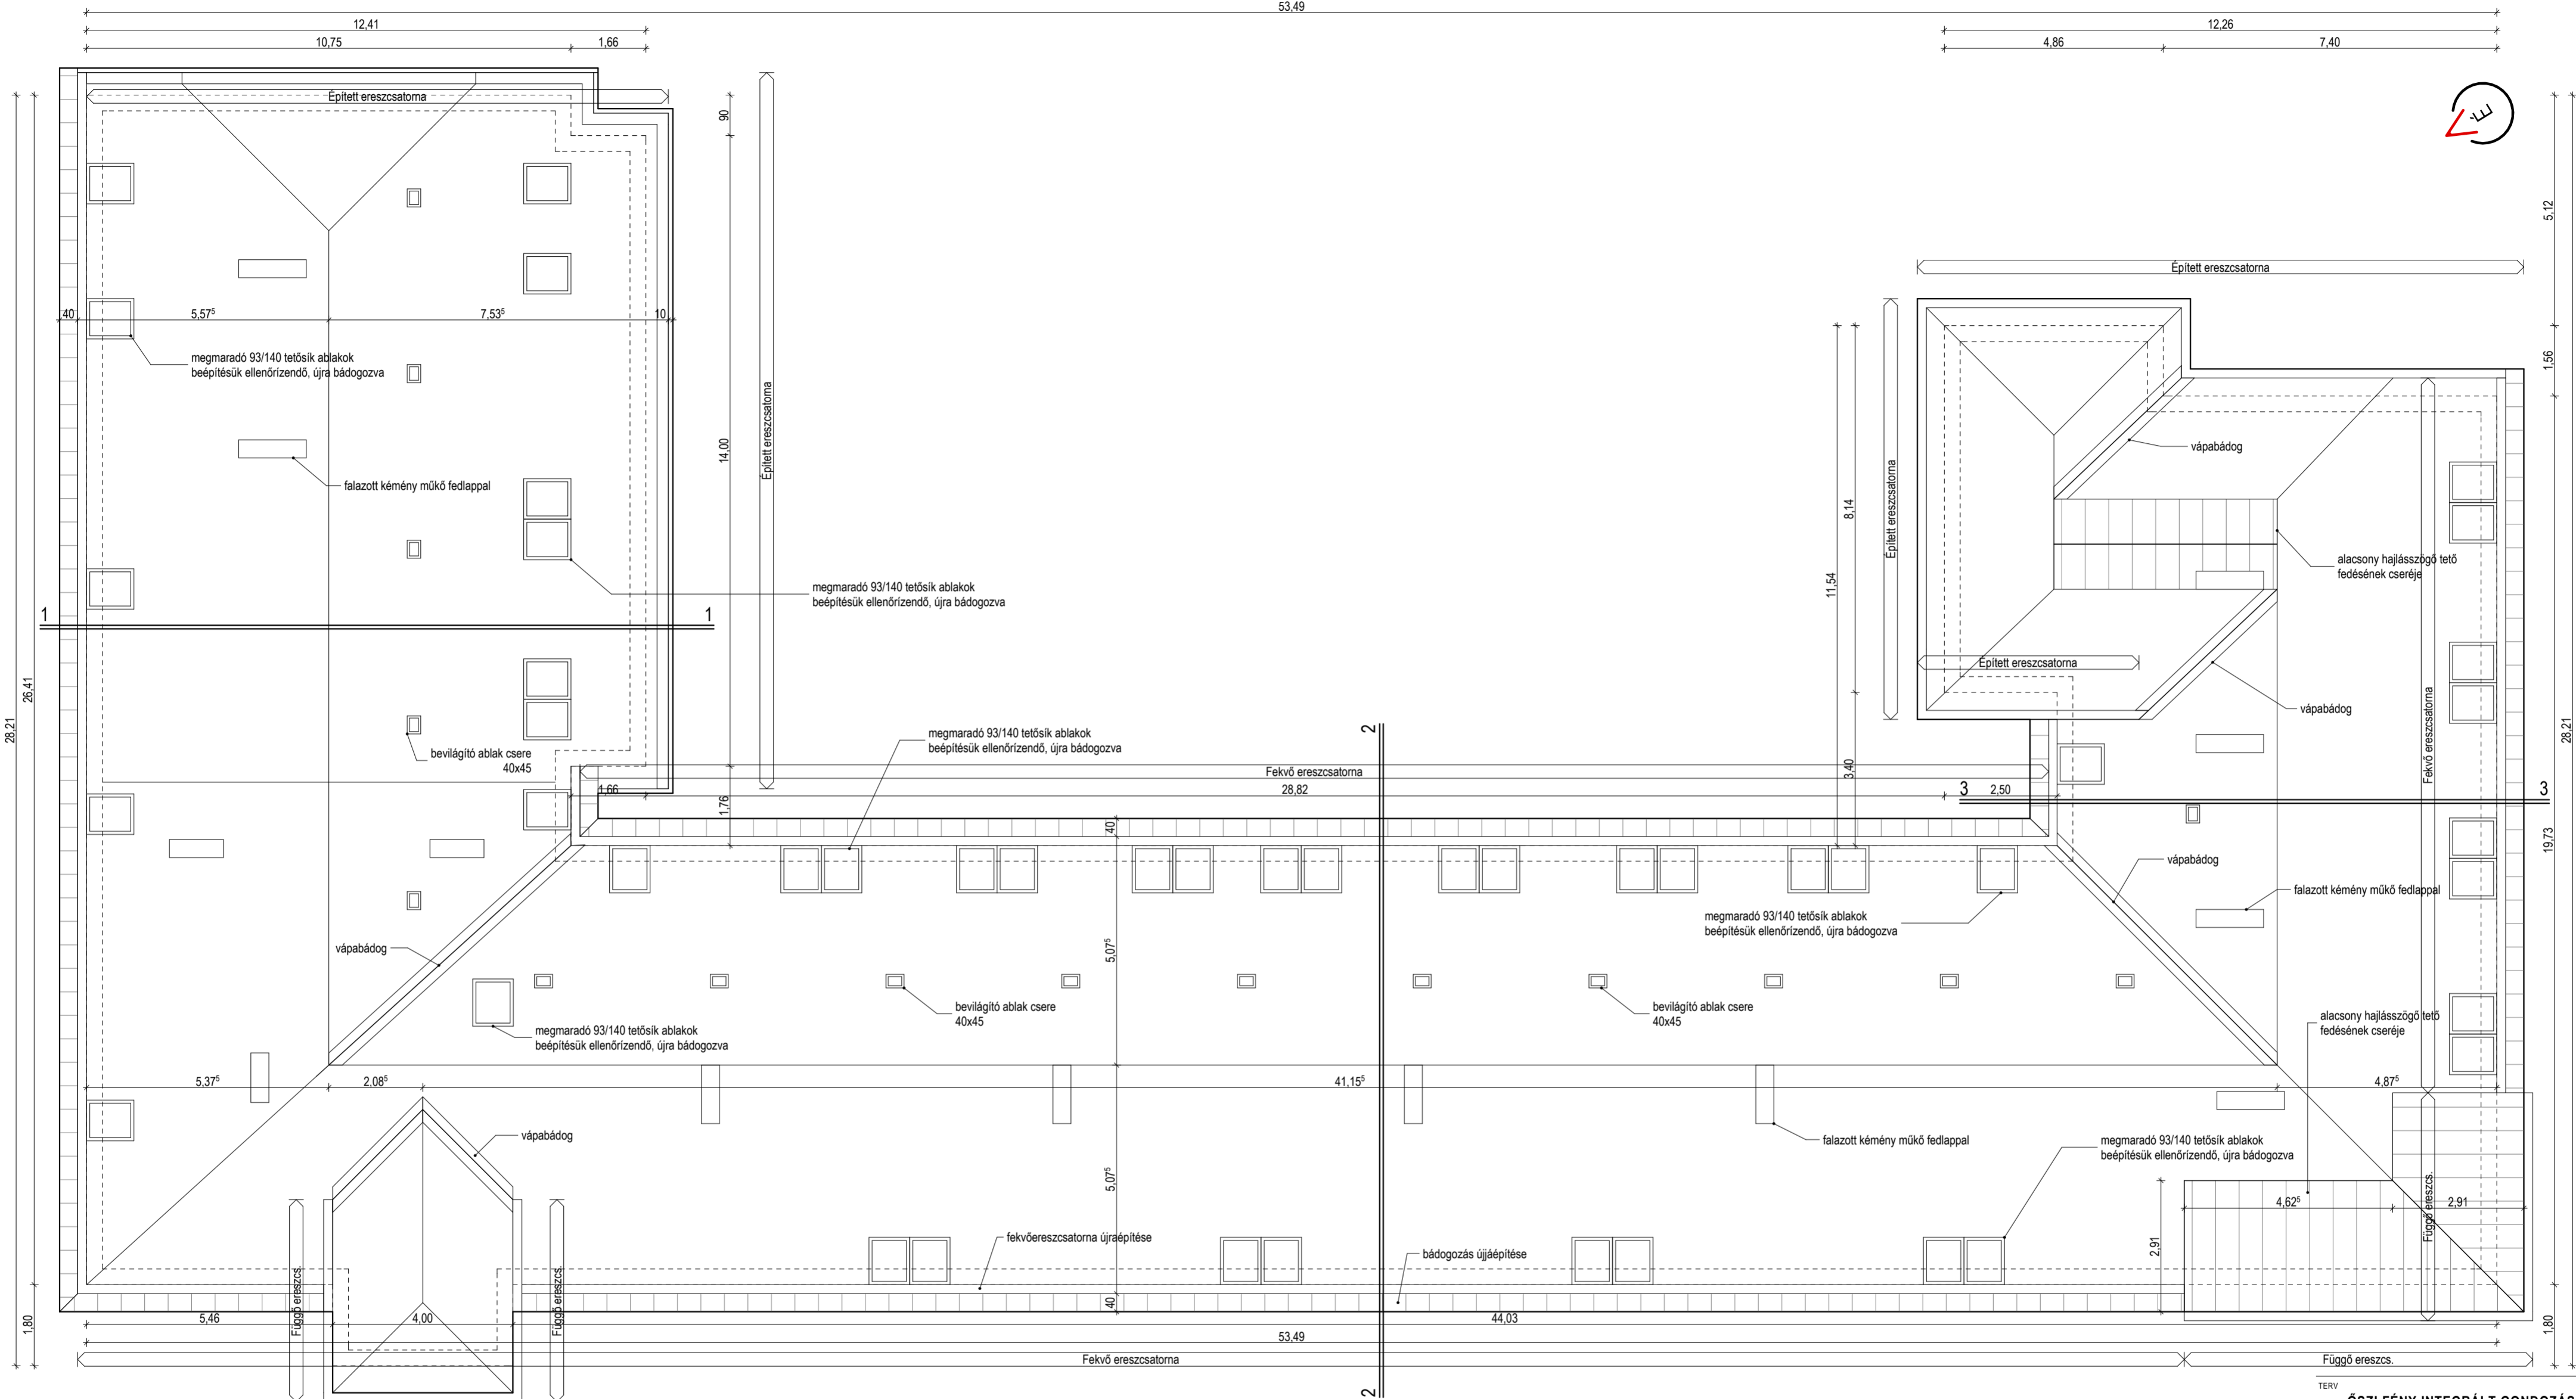 53,49
12,41
12,26
10,75
1,66
4,86
7,40
Épített ereszcsatorna
90
É
5,12
Épített ereszcsatorna
40
5,57⁵
7,53⁵
10
megmaradó 93/140 tetősík ablakok
beépítésük ellenőrízendő, újra bádogozva
1,56
Épített ereszcsatorna
14,00
vápabádog
falazott kémény műkő fedlappal
Épített ereszcsatorna
8,14
11,54
alacsony hajlásszögő tető
fedésének cseréje
megmaradó 93/140 tetősík ablakok
beépítésük ellenőrízendő, újra bádogozva
1
1
Épített ereszcsatorna
28,21
26,41
vápabádog
Fekvő ereszcsatorna
28,21
megmaradó 93/140 tetősík ablakok
beépítésük ellenőrízendő, újra bádogozva
2
bevilágító ablak csere
40x45
Fekvő ereszcsatorna
3,40
1,66
28,82
3
2,50
3
1,76
40
19,73
vápabádog
falazott kémény műkő fedlappal
megmaradó 93/140 tetősík ablakok
beépítésük ellenőrízendő, újra bádogozva
vápabádog
5,07⁵
bevilágító ablak csere
40x45
bevilágító ablak csere
40x45
megmaradó 93/140 tetősík ablakok
beépítésük ellenőrízendő, újra bádogozva
alacsony hajlásszögő tető
fedésének cseréje
5,37⁵
2,08⁵
41,15⁵
4,87⁵
vápabádog
falazott kémény műkő fedlappal
megmaradó 93/140 tetősík ablakok
beépítésük ellenőrízendő, újra bádogozva
5,07⁵
4,62⁵
2,91
Függő ereszcs.
2,91
fekvőereszcsatorna újraépítése
bádogozás újjáépítése
Függő ereszcs.
Függő ereszcs.
40
1,80
5,46
4,00
44,03
1,80
53,49
Fekvő ereszcsatorna
Függő ereszcs.
2
TERV
ŐSZI FÉNY INTEGRÁLT GONDOZÁS